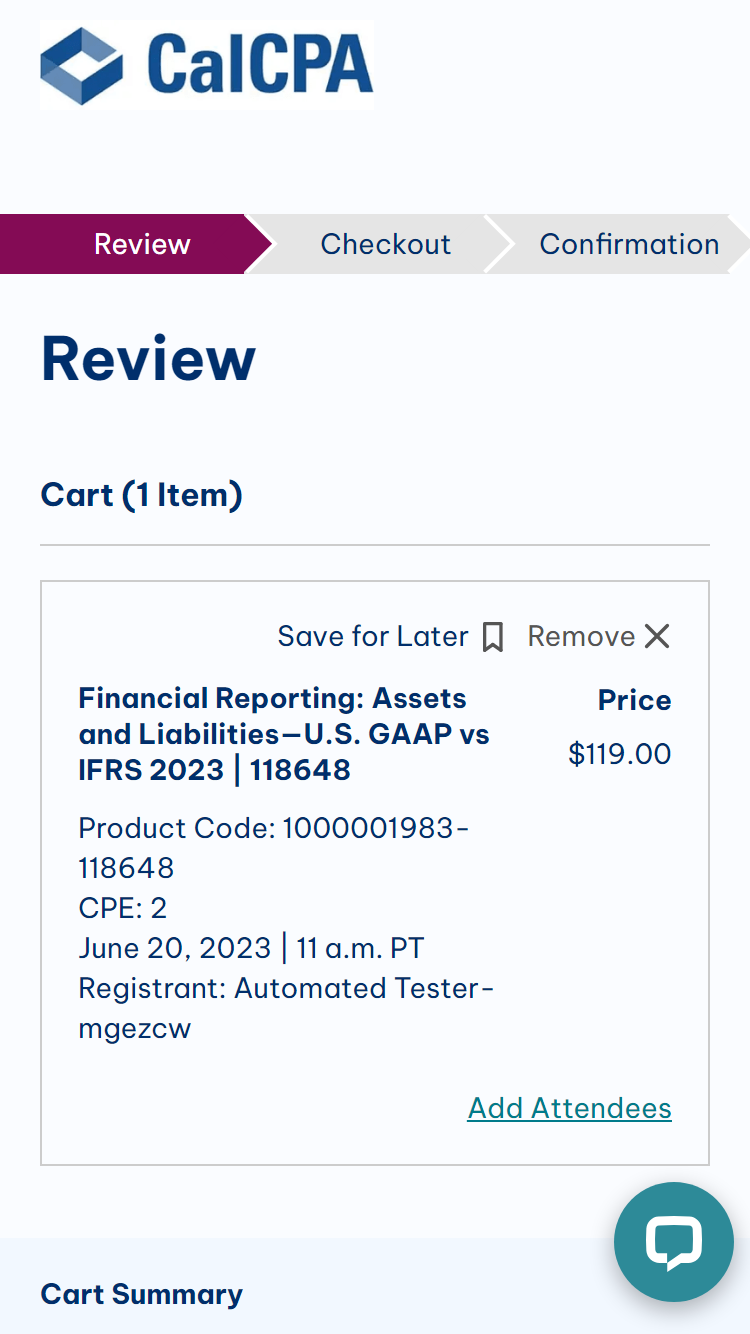 CalCPA
Review
Checkout
Confirmation
Review
Cart (1 Item)
Save for Later
Remove
Financial Reporting: Assets
and Liabilities—U.S. GAAP vs
IFRS 2023 | 118648
Price
$119.00
Product Code: 1000001983-
118648
CPE: 2
June 20, 2023 | 11 a.m. PT
Registrant: Automated Tester-
mgezcw
Add Attendees
Cart Summary